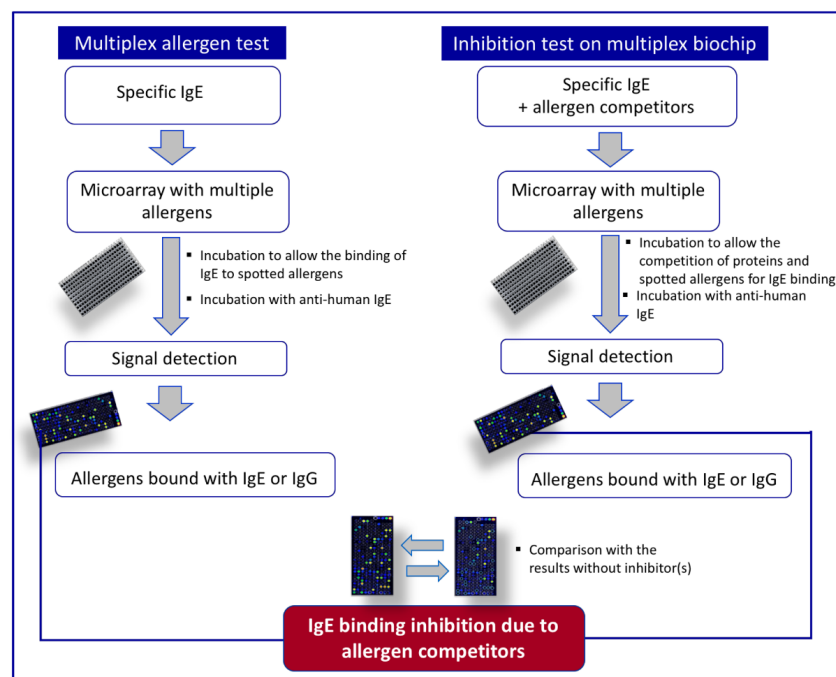 Multiplex allergen test
Specific IgE
Microarray with multiple
allergens
▪ Incubation to allow the binding of
IgE to spotted allergens
▪ Incubation with anti-human IgE
Signal detection
Allergens bound with IgE or IgG
Inhibition test on multiplex biochip
Specific IgE
+ allergen competitors
Microarray with multiple
allergens
▪ Incubation to allow the
competition of proteins and
spotted allergens for IgE binding
▪ Incubation with anti-human
IgE
Signal detection
Allergens bound with IgE or IgG
▪ Comparison with the
results without inhibitor(s)
IgE binding inhibition due to
allergen competitors